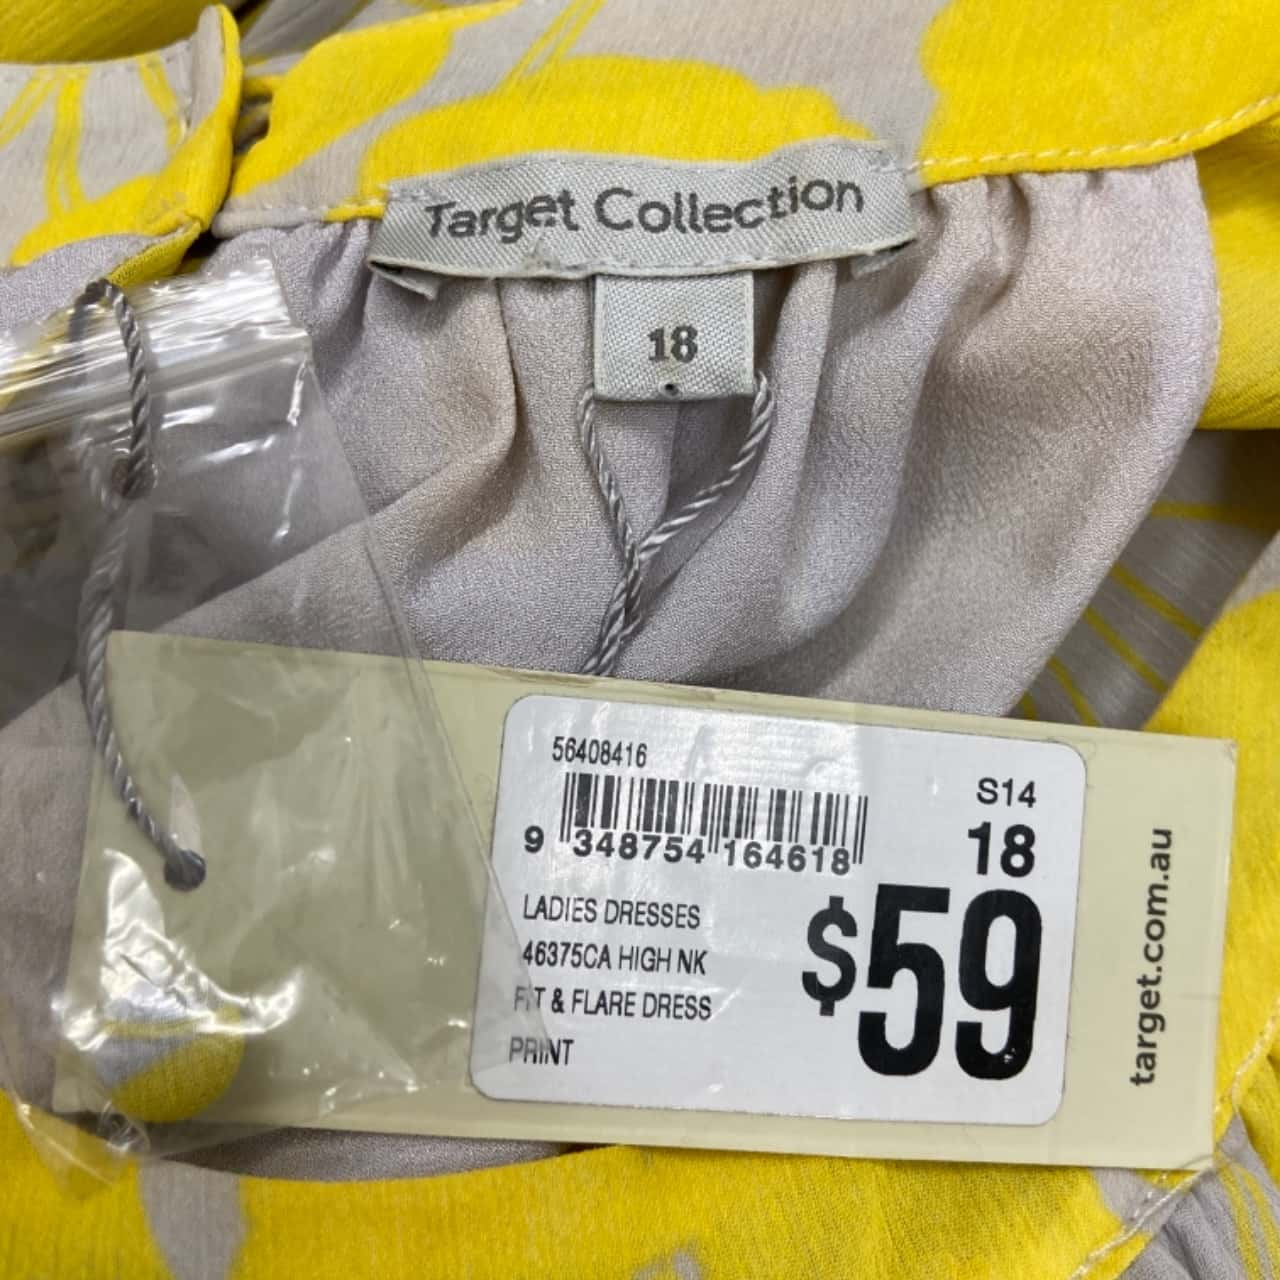 Target Collection
18
56408416
S14
9 348754 164618
18
LADIES DRESSES
46375CA HIGH NK
FIT & FLARE DRESS
PRINT
$59
target.com.au